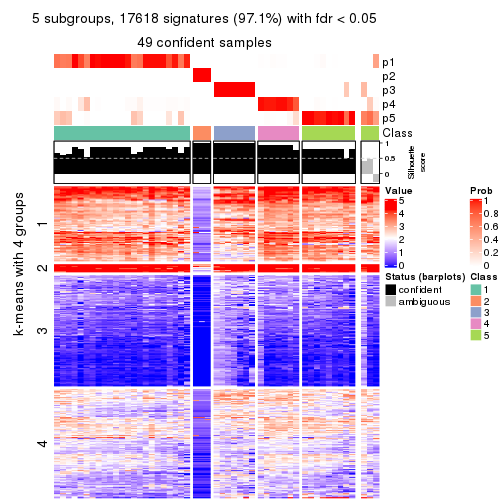 5 subgroups, 17618 signatures (97.1%) with fdr < 0.05
49 confident samples
p1
p2
p3
p4
p5
Class
1
0.5
0
Silhouette
score
k-means with 4 groups
1
2
3
4
Value
5
4
3
2
1
0
Prob
1
0.8
0.6
0.4
0.2
0
Status (barplots)
confident
ambiguous
Class
1
2
3
4
5